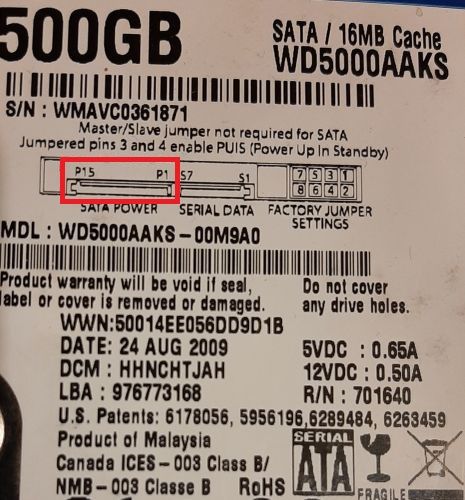 500GB
SATA / 16MB Cache
WD5000AAKS
S/N : WMAVC0361871
Master/Slave jumper not required for SATA
Jumpered pins 3 and 4 enable PUIS (Power Up In Standby)
P15 P1 S7 S1 7 5 3 1
8 6 4 2
SATA POWER SERIAL DATA FACTORY JUMPER
SETTINGS
MDL : WD5000AAKS-00M9A0
Product warranty will be void if seal,
label or cover is removed or damaged.
Do not cover
any drive holes.
WWN:50014EE056DD9D1B
DATE: 24 AUG 2009
DCM : HHNCHTJAH
LBA : 976773168
5VDC : 0.65A
12VDC : 0.50A
R/N : 701640
U.S. Patents: 6178056, 5956196,6289484, 6263459
Product of Malaysia
Canada ICES-003 Class B/
NMB-003 Classe B RoHS
SERIAL
ATA
FRAGILE